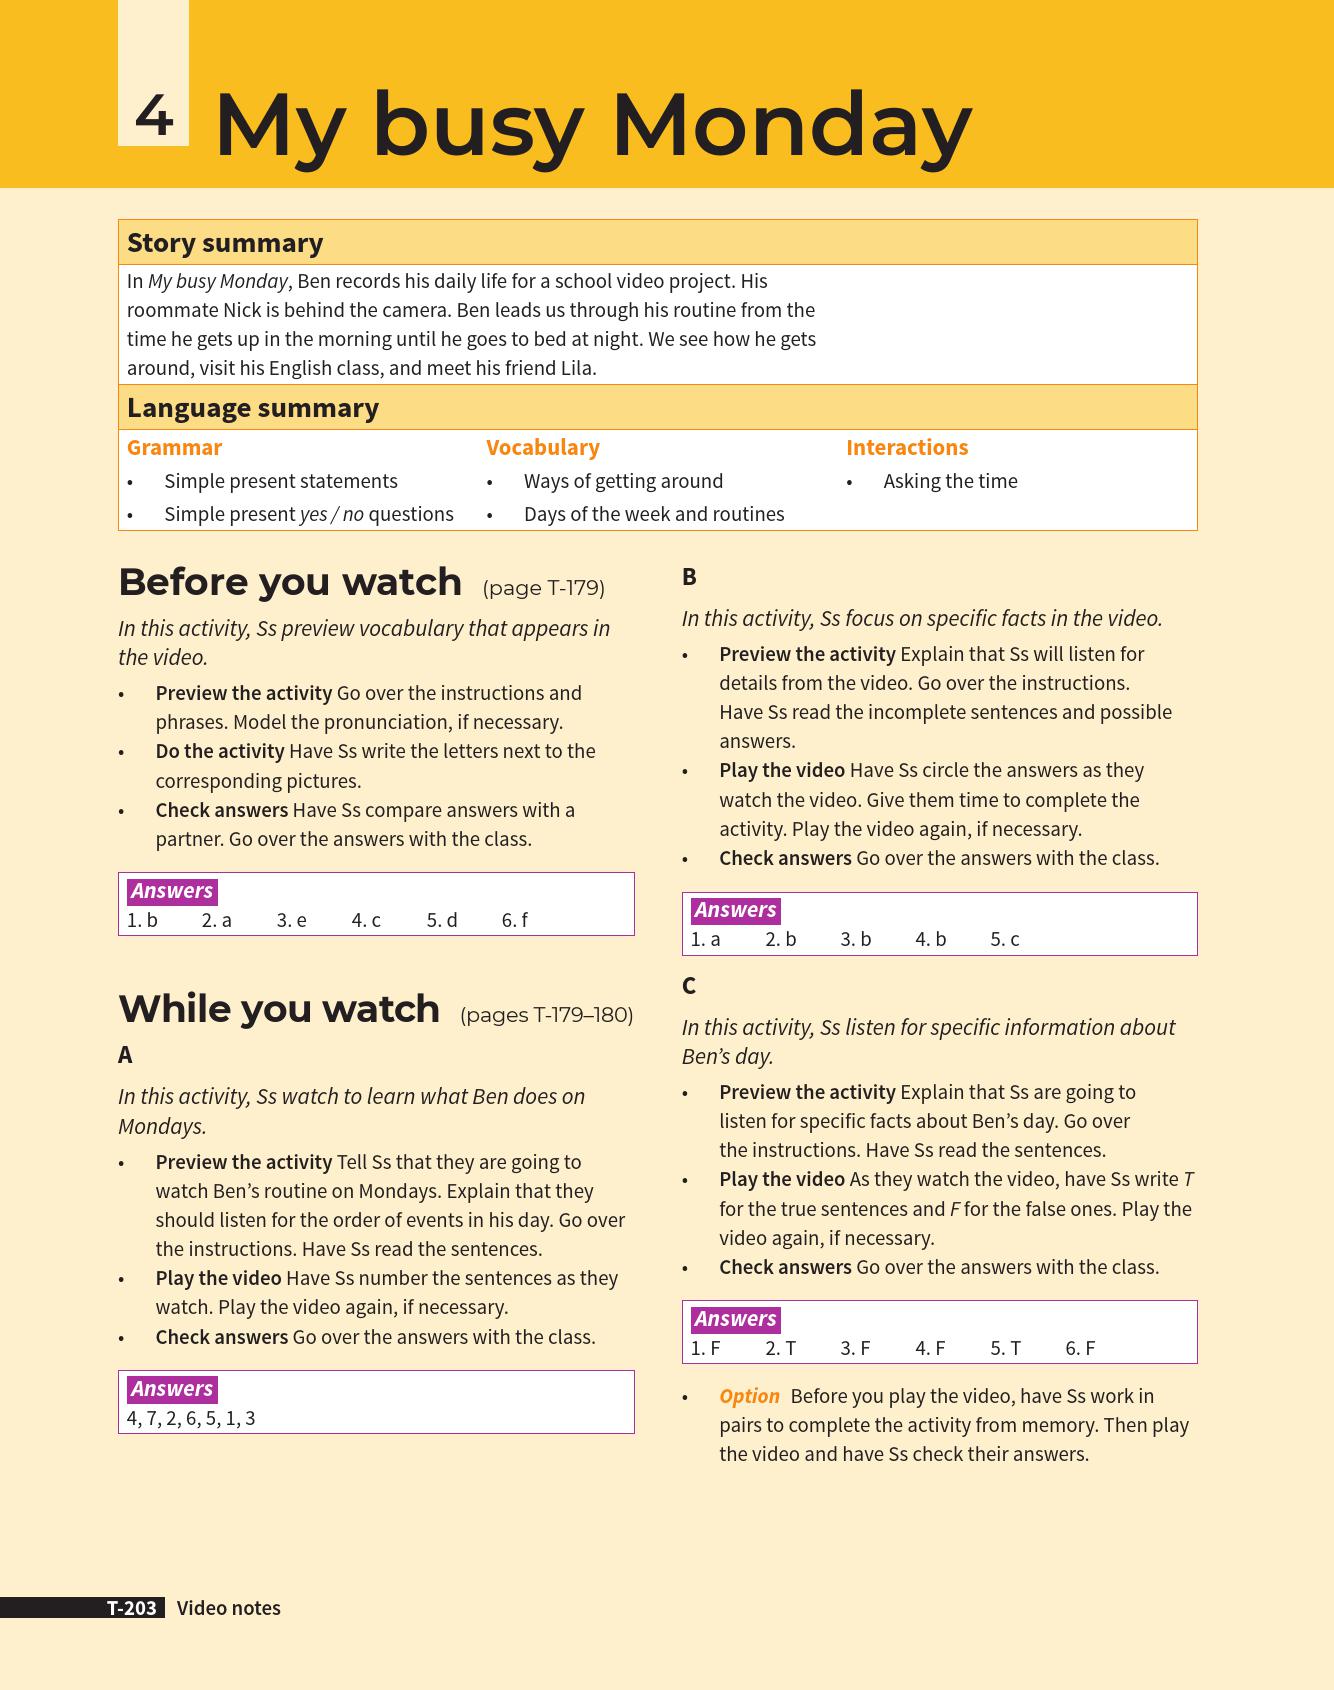 4 My busy Monday
Story summary
In My busy Monday, Ben records his daily life for a school video project. His
roommate Nick is behind the camera. Ben leads us through his routine from the
time he gets up in the morning until he goes to bed at night. We see how he gets
around, visit his English class, and meet his friend Lila.
Language summary
Grammar
• Simple present statements
• Simple present yes / no questions
Vocabulary
• Ways of getting around
• Days of the week and routines
Interactions
• Asking the time
Before you watch (page T-179)
In this activity, Ss preview vocabulary that appears in
the video.
• Preview the activity Go over the instructions and
phrases. Model the pronunciation, if necessary.
• Do the activity Have Ss write the letters next to the
corresponding pictures.
• Check answers Have Ss compare answers with a
partner. Go over the answers with the class.
Answers
1. b 2. a 3. e 4. c 5. d 6. f
While you watch (pages T-179–180)
A
In this activity, Ss watch to learn what Ben does on
Mondays.
• Preview the activity Tell Ss that they are going to
watch Ben’s routine on Mondays. Explain that they
should listen for the order of events in his day. Go over
the instructions. Have Ss read the sentences.
• Play the video Have Ss number the sentences as they
watch. Play the video again, if necessary.
• Check answers Go over the answers with the class.
Answers
4, 7, 2, 6, 5, 1, 3
B
In this activity, Ss focus on specific facts in the video.
• Preview the activity Explain that Ss will listen for
details from the video. Go over the instructions.
Have Ss read the incomplete sentences and possible
answers.
• Play the video Have Ss circle the answers as they
watch the video. Give them time to complete the
activity. Play the video again, if necessary.
• Check answers Go over the answers with the class.
Answers
1. a 2. b 3. b 4. b 5. c
C
In this activity, Ss listen for specific information about
Ben’s day.
• Preview the activity Explain that Ss are going to
listen for specific facts about Ben’s day. Go over
the instructions. Have Ss read the sentences.
• Play the video As they watch the video, have Ss write T
for the true sentences and F for the false ones. Play the
video again, if necessary.
• Check answers Go over the answers with the class.
Answers
1. F 2. T 3. F 4. F 5. T 6. F
• Option Before you play the video, have Ss work in
pairs to complete the activity from memory. Then play
the video and have Ss check their answers.
T-203 Video notes